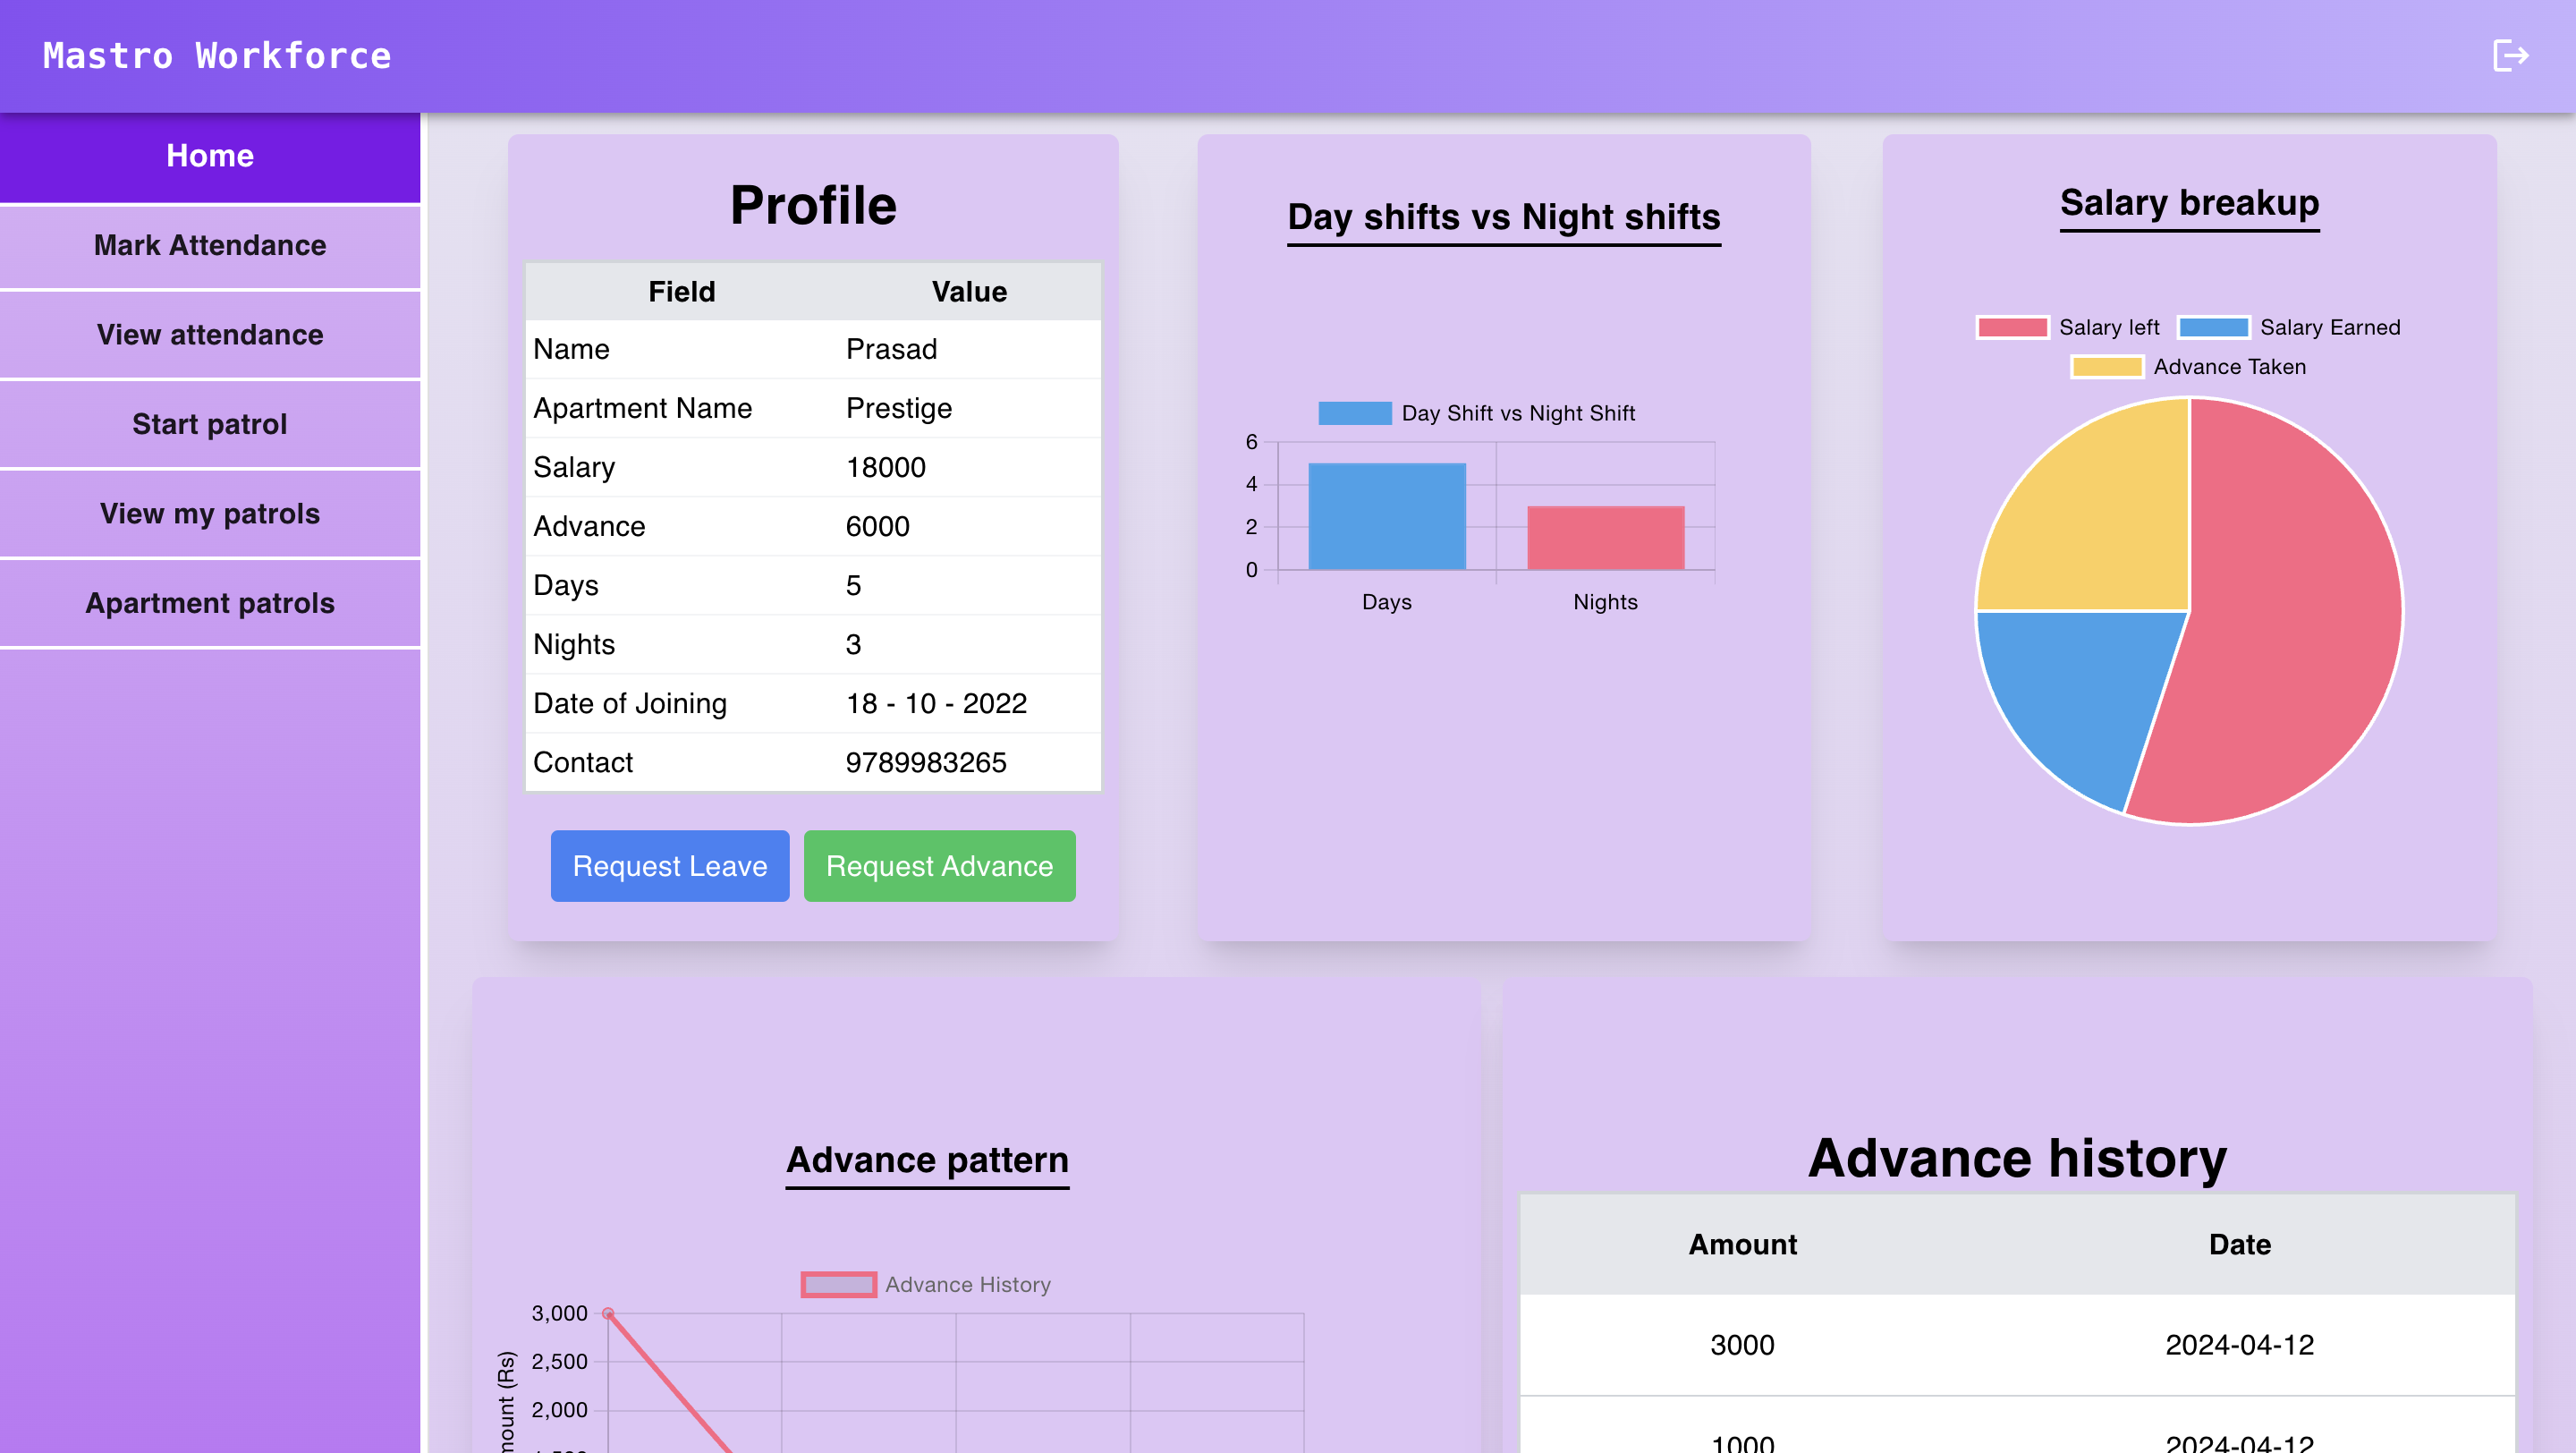 Mastro Workforce
Home
Mark Attendance
View attendance
Start patrol
View my patrols
Apartment patrols
Profile
Field Value
Name Prasad
Apartment Name Prestige
Salary 18000
Advance 6000
Days 5
Nights 3
Date of Joining 18 - 10 - 2022
Contact 9789983265
Request Leave Request Advance
Day shifts vs Night shifts
Day Shift vs Night Shift
6
4
2
0
Days Nights
Salary breakup
Salary left Salary Earned
Advance Taken
Advance pattern
Advance History
3,000
2,500
2,000
(Rs)
Advance history
Amount Date
3000 2024-04-12
1000 2024-04-12